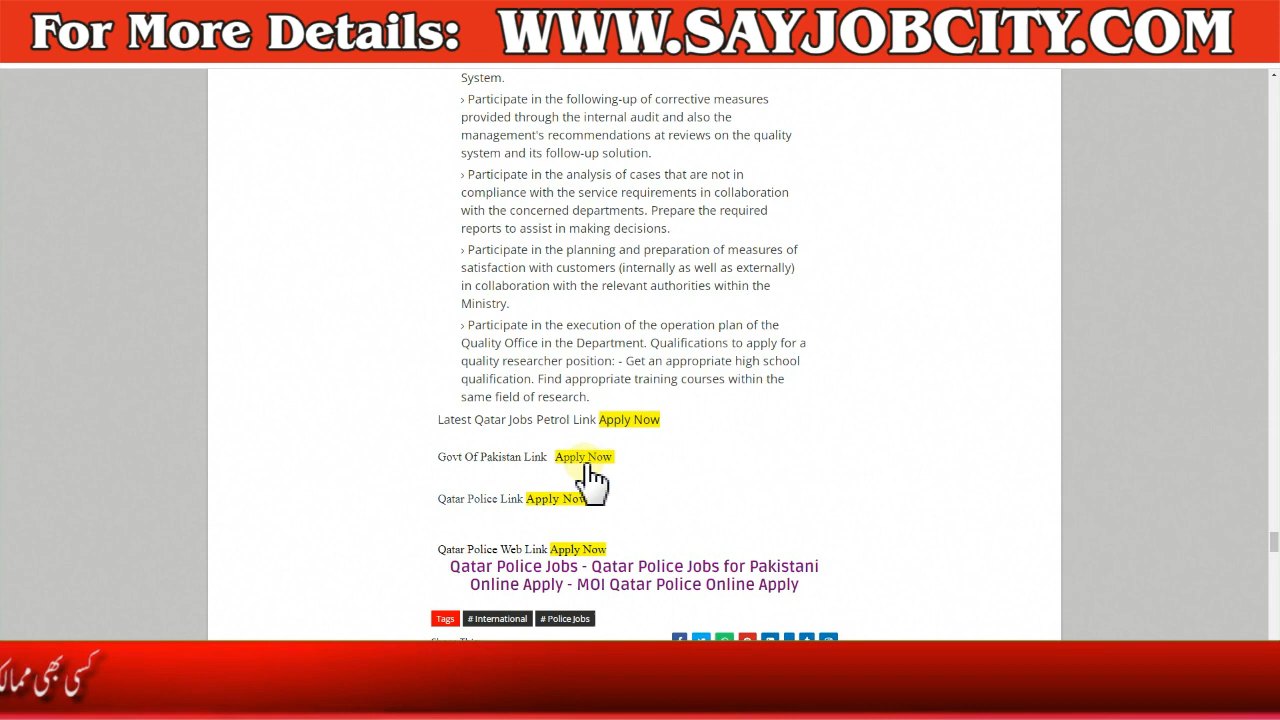 For More Details: WWW.SAYJOBCITY.COM
System.
› Participate in the following-up of corrective measures
provided through the internal audit and also the
management's recommendations at reviews on the quality
system and its follow-up solution.
› Participate in the analysis of cases that are not in
compliance with the service requirements in collaboration
with the concerned departments. Prepare the required
reports to assist in making decisions.
› Participate in the planning and preparation of measures of
satisfaction with customers (internally as well as externally)
in collaboration with the relevant authorities within the
Ministry.
› Participate in the execution of the operation plan of the
Quality Office in the Department. Qualifications to apply for a
quality researcher position: - Get an appropriate high school
qualification. Find appropriate training courses within the
same field of research.
Latest Qatar Jobs Petrol Link Apply Now
Govt Of Pakistan Link Apply Now
Qatar Police Link Apply Now
Qatar Police Web Link Apply Now
Qatar Police Jobs - Qatar Police Jobs for Pakistani
Online Apply - MOI Qatar Police Online Apply
Tags # International # Police Jobs
کسی بھی